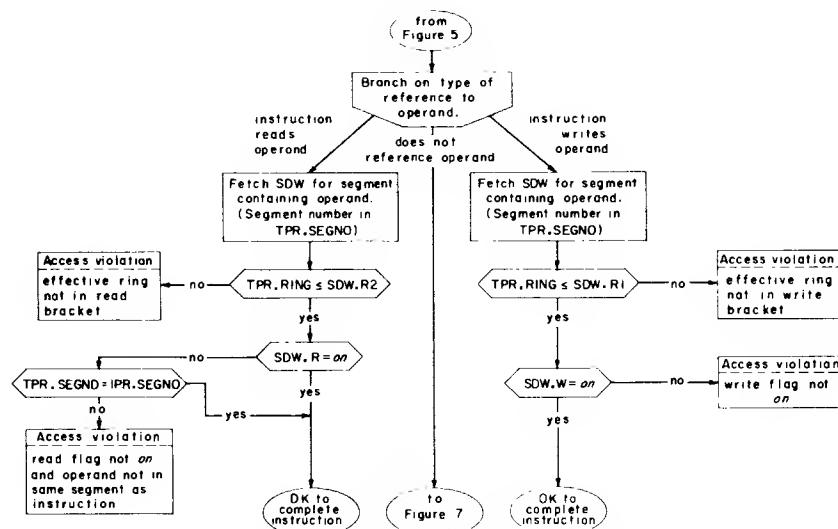 from
Figure 5
Branch on type of
reference to
operand.
instruction
reads
operand
does not
reference operand
instruction
writes
operand
Fetch SDW for segment
containing operand.
(Segment number in
TPR.SEGNO)
Fetch SDW for segment
containing operand.
(Segment number in
TPR.SEGNO)
Access violation
effective ring
not in read
bracket
no
TPR.RING ≤ SDW.R2
yes
TPR.RING ≤ SDW.R1
no
Access violation
effective ring
not in write
bracket
yes
no
SDW.R = on
yes
TPR.SEGNO = IPR.SEGNO
yes
no
SDW.W = on
no
Access violation
write flag not
on
yes
Access violation
read flag not on
and operand not in
same segment as
instruction
OK to
complete
instruction
to
Figure 7
OK to
complete
instruction